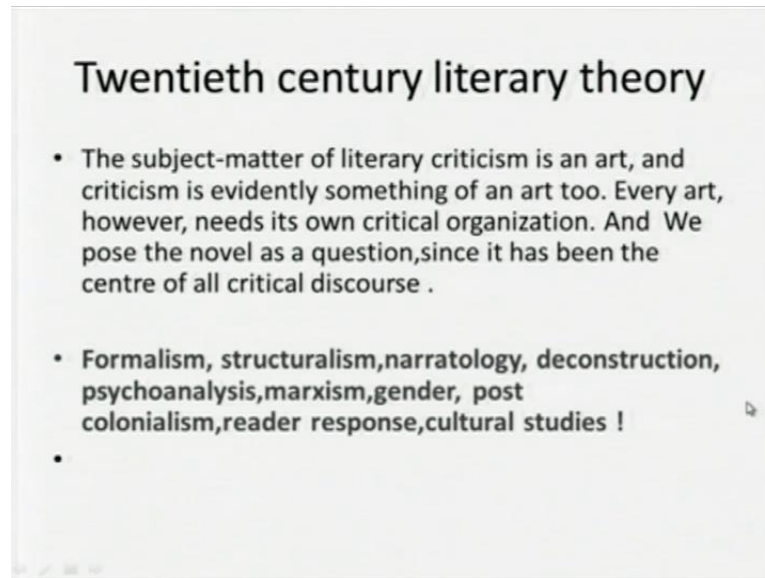 Twentieth century literary theory
• The subject-matter of literary criticism is an art, and
criticism is evidently something of an art too. Every art,
however, needs its own critical organization. And  We
pose the novel as a question,since it has been the
centre of all critical discourse .
• Formalism, structuralism,narratology, deconstruction,
psychoanalysis,marxism,gender, post
colonialism,reader response,cultural studies !
•